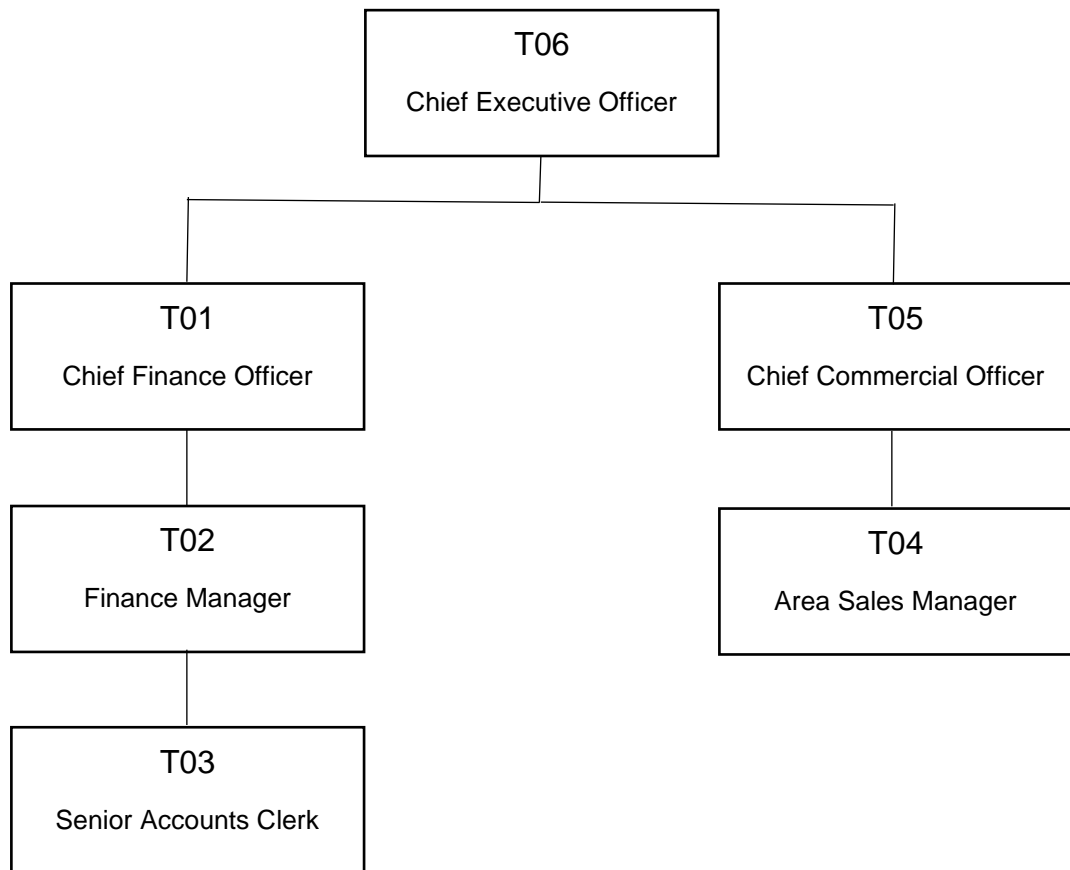 T06
Chief Executive Officer
T01
Chief Finance Officer
T05
Chief Commercial Officer
T02
Finance Manager
T04
Area Sales Manager
T03
Senior Accounts Clerk